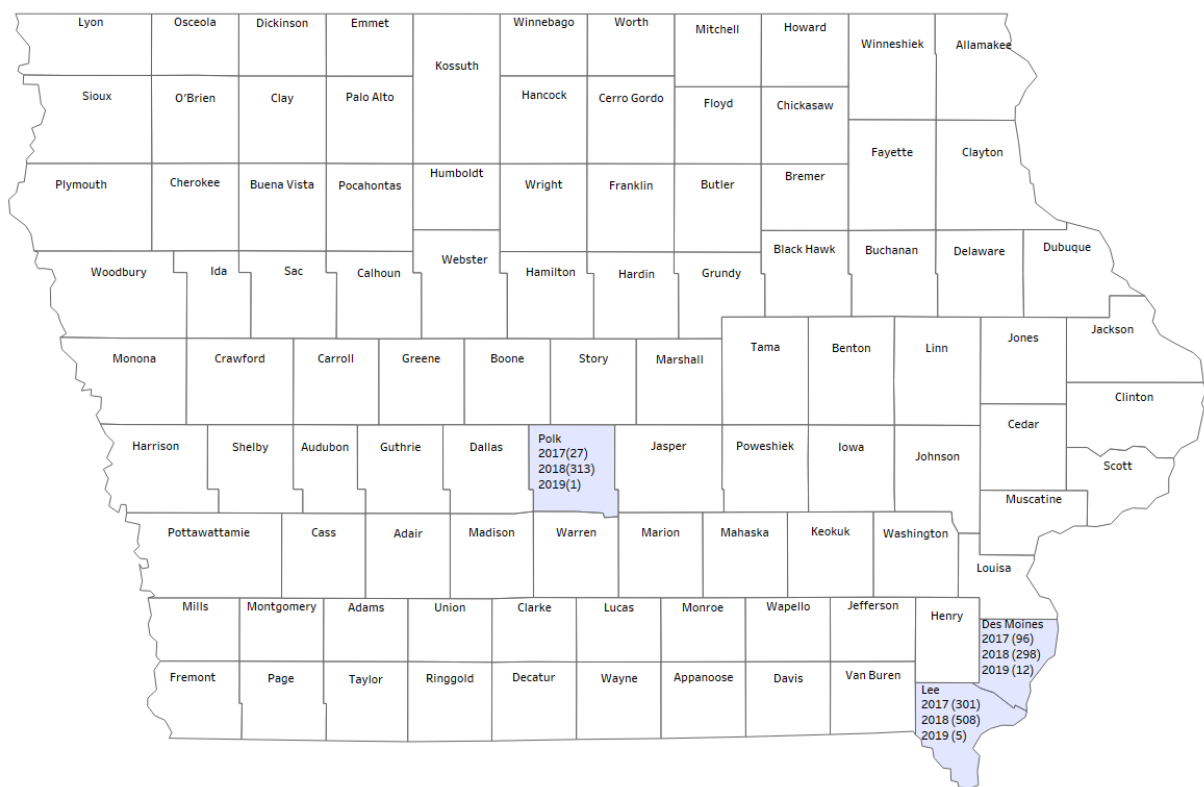 Lyon
Osceola
Dickinson
Emmet
Kossuth
Winnebago
Worth
Mitchell
Howard
Winneshiek
Allamakee
Sioux
O'Brien
Clay
Palo Alto
Hancock
Cerro Gordo
Floyd
Chickasaw
Fayette
Clayton
Plymouth
Cherokee
Buena Vista
Pocahontas
Humboldt
Wright
Franklin
Butler
Bremer
Woodbury
Ida
Sac
Calhoun
Webster
Hamilton
Hardin
Grundy
Black Hawk
Buchanan
Delaware
Dubuque
Monona
Crawford
Carroll
Greene
Boone
Story
Marshall
Tama
Benton
Linn
Jones
Jackson
Clinton
Harrison
Shelby
Audubon
Guthrie
Dallas
Polk
2017(27)
2018(313)
2019(1)
Jasper
Poweshiek
Iowa
Johnson
Cedar
Scott
Muscatine
Pottawattamie
Cass
Adair
Madison
Warren
Marion
Mahaska
Keokuk
Washington
Louisa
Mills
Montgomery
Adams
Union
Clarke
Lucas
Monroe
Wapello
Jefferson
Henry
Des Moines
2017 (96)
2018 (298)
2019 (12)
Fremont
Page
Taylor
Ringgold
Decatur
Wayne
Appanoose
Davis
Van Buren
Lee
2017 (301)
2018 (508)
2019 (5)